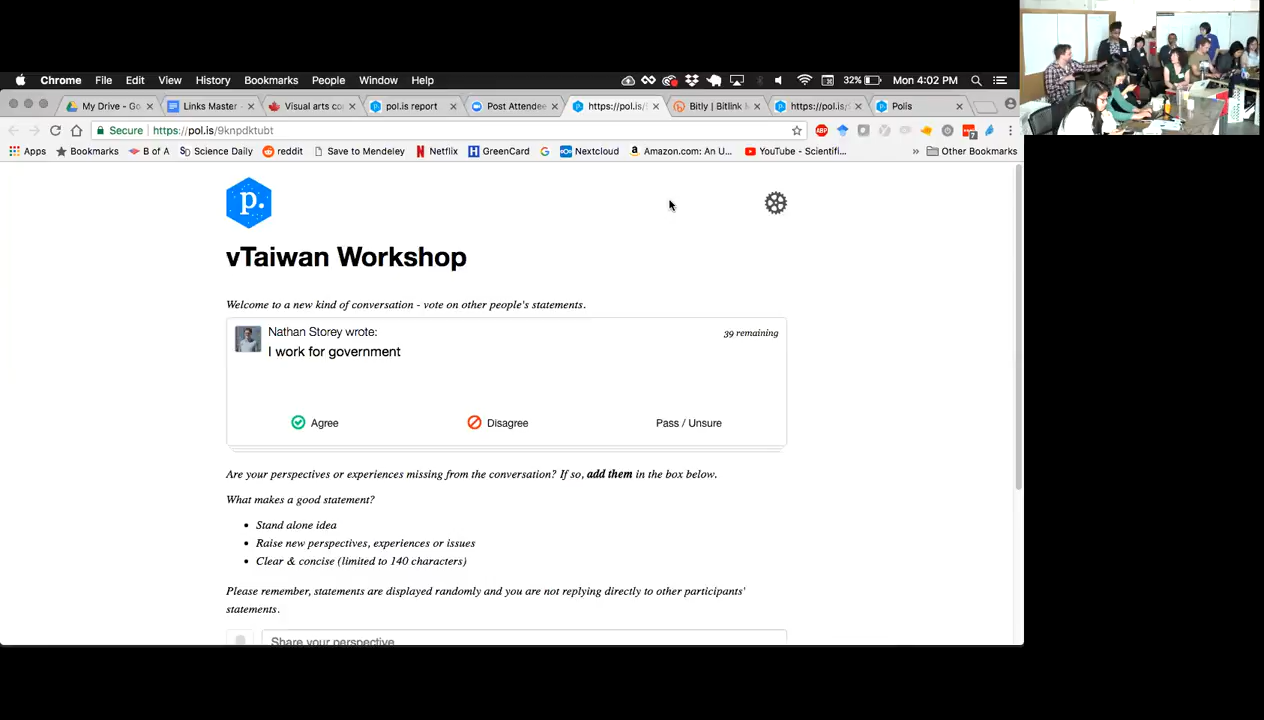 Chrome File Edit View History Bookmarks People Window Help 32% Mon 4:02 PM
My Drive - Go Links Master - Visual arts co pol.is report Post Attendee https://pol.is/ Bitly | Bitlink M https://pol.is/ Polis
Secure https://pol.is/9knpdktubt
Apps Bookmarks B of A Science Daily reddit Save to Mendeley Netflix GreenCard Nextcloud Amazon.com: An U... YouTube - Scientifi... » Other Bookmarks
p.
vTaiwan Workshop
Welcome to a new kind of conversation - vote on other people's statements.
Nathan Storey wrote: 39 remaining
I work for government
Agree Disagree Pass / Unsure
Are your perspectives or experiences missing from the conversation? If so, add them in the box below.
What makes a good statement?
• Stand alone idea
• Raise new perspectives, experiences or issues
• Clear & concise (limited to 140 characters)
Please remember, statements are displayed randomly and you are not replying directly to other participants'
statements.
Share your perspective